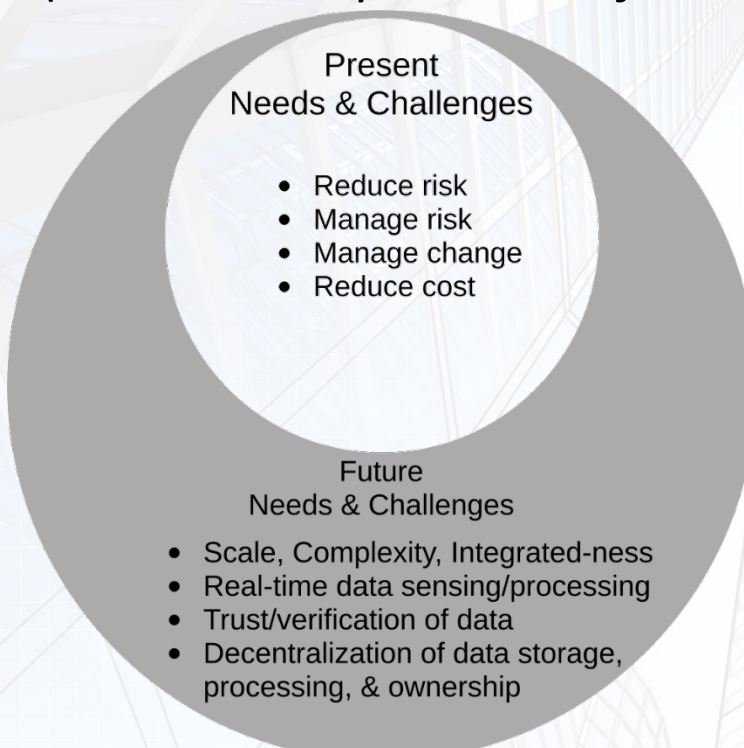 Present
Needs & Challenges
• Reduce risk
• Manage risk
• Manage change
• Reduce cost
Future
Needs & Challenges
• Scale, Complexity, Integrated-ness
• Real-time data sensing/processing
• Trust/verification of data
• Decentralization of data storage,
processing, & ownership